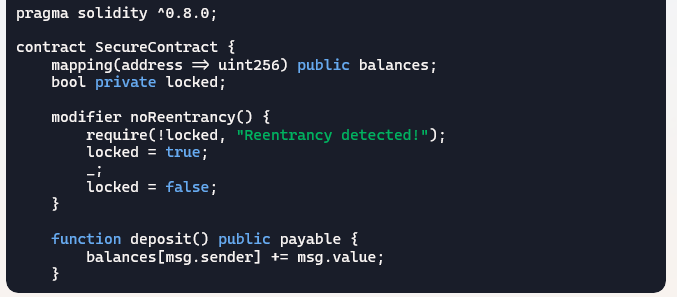 pragma solidity ^0.8.0;

contract SecureContract {
    mapping(address => uint256) public balances;
    bool private locked;

    modifier noReentrancy() {
        require(!locked, "Reentrancy detected!");
        locked = true;
        _;
        locked = false;
    }

    function deposit() public payable {
        balances[msg.sender] += msg.value;
    }